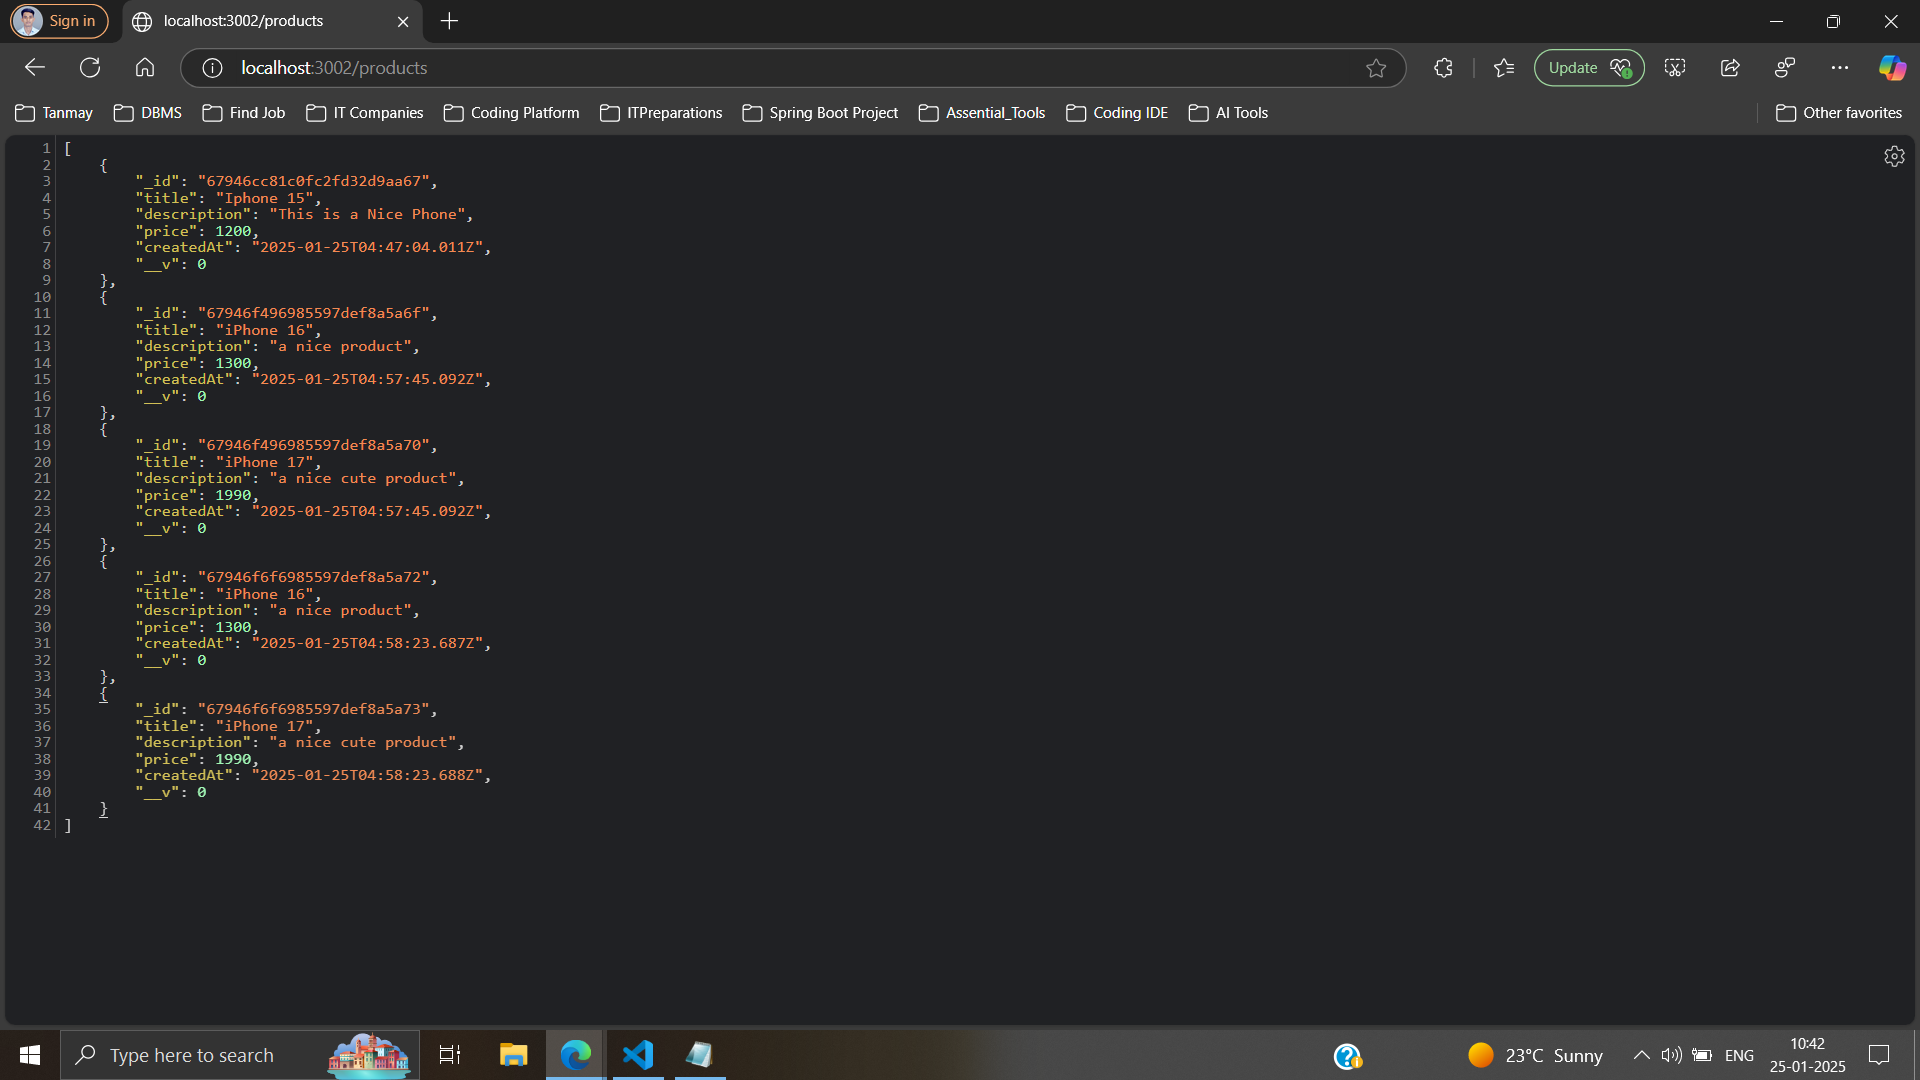 Sign in
localhost:3002/products
localhost:3002/products
Update
Tanmay
DBMS
Find Job
IT Companies
Coding Platform
ITPreparations
Spring Boot Project
Assential_Tools
Coding IDE
AI Tools
Other favorites
1 [
2 {
3 "_id": "67946cc81c0fc2fd32d9aa67",
4 "title": "Iphone 15",
5 "description": "This is a Nice Phone",
6 "price": 1200,
7 "createdAt": "2025-01-25T04:47:04.011Z",
8 "__v": 0
9 },
10 {
11 "_id": "67946f496985597def8a5a6f",
12 "title": "iPhone 16",
13 "description": "a nice product",
14 "price": 1300,
15 "createdAt": "2025-01-25T04:57:45.092Z",
16 "__v": 0
17 },
18 {
19 "_id": "67946f496985597def8a5a70",
20 "title": "iPhone 17",
21 "description": "a nice cute product",
22 "price": 1990,
23 "createdAt": "2025-01-25T04:57:45.092Z",
24 "__v": 0
25 },
26 {
27 "_id": "67946f6f6985597def8a5a72",
28 "title": "iPhone 16",
29 "description": "a nice product",
30 "price": 1300,
31 "createdAt": "2025-01-25T04:58:23.687Z",
32 "__v": 0
33 },
34 {
35 "_id": "67946f6f6985597def8a5a73",
36 "title": "iPhone 17",
37 "description": "a nice cute product",
38 "price": 1990,
39 "createdAt": "2025-01-25T04:58:23.688Z",
40 "__v": 0
41 }
42 ]
Type here to search
23°C Sunny
ENG
10:42
25-01-2025